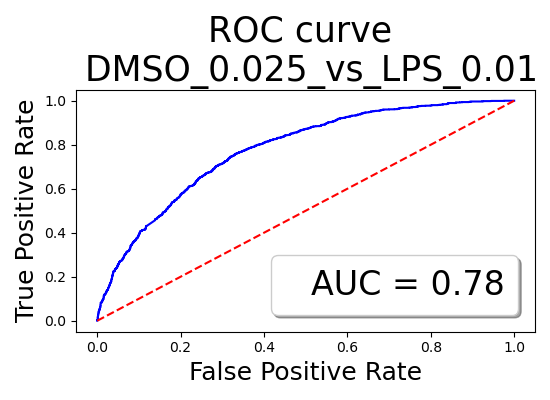 ROC curve
DMSO_0.025_vs_LPS_0.01
True Positive Rate
1.0
0.8
0.6
0.4
0.2
0.0
AUC = 0.78
0.0 0.2 0.4 0.6 0.8 1.0
False Positive Rate